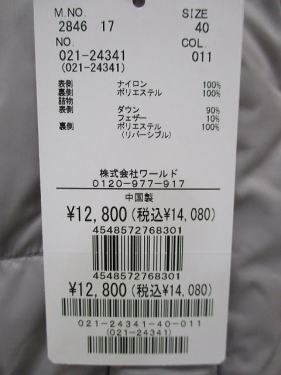 M.NO. SIZE
2846 17 40
NO. COL.
021-24341 011
(021-24341)
表側 ナイロン 100%
裏側 ポリエステル 100%
詰物
表側 ダウン 90%
フェザー 10%
裏側 ポリエステル 100%
(リバーシブル)
株式会社ワールド
0120-977-917
中国製
¥12,800(税込¥14,080)
4548572768301
4548572768301
¥12,800(税込¥14,080)
021-24341-40-011
(021-24341)